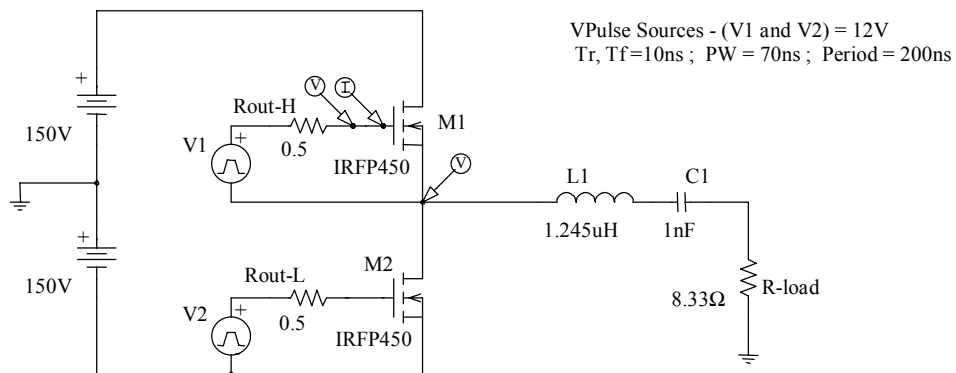 VPulse Sources - (V1 and V2) = 12V
Tr, Tf =10ns ; PW = 70ns ; Period = 200ns
+
150V
+
150V
V I
Rout-H
V1
+
0.5
M1
IRFP450
V
L1
1.245uH
C1
1nF
Rout-L
V2
+
0.5
M2
IRFP450
8.33Ω
R-load